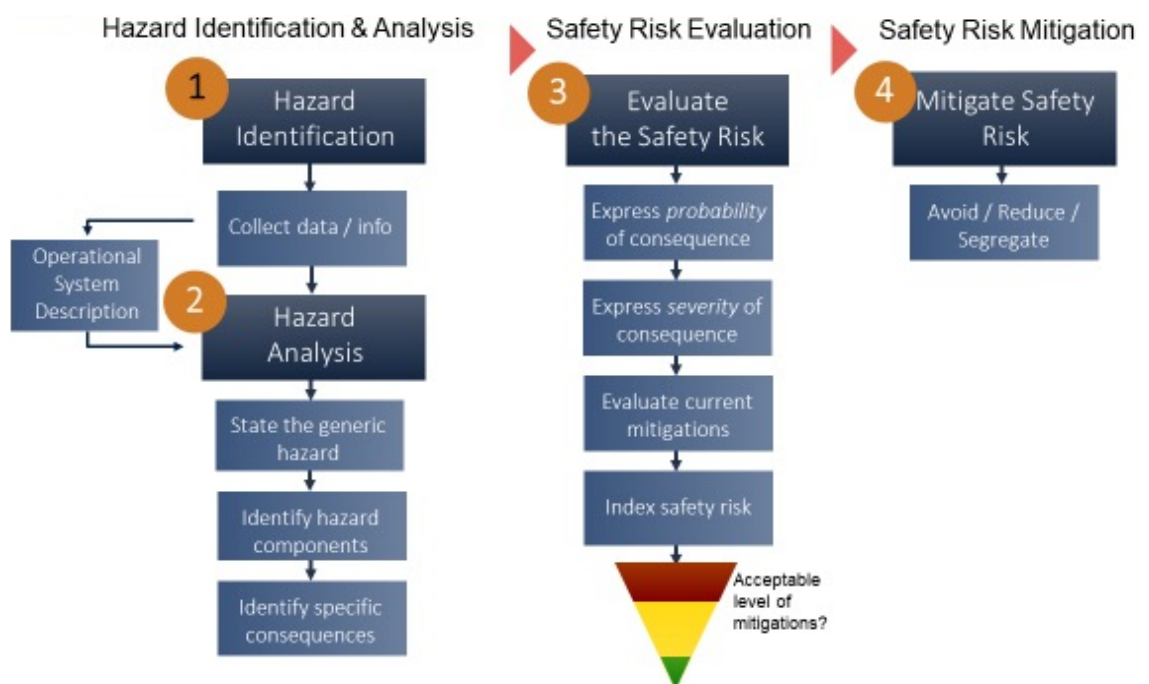 Hazard Identification & Analysis
1
Hazard
Identification
Collect data / info
Operational
System
Description
2
Hazard
Analysis
State the generic
hazard
Identify hazard
components
Identify specific
consequences
Safety Risk Evaluation
3
Evaluate
the Safety Risk
Express probability
of consequence
Express severity of
consequence
Evaluate current
mitigations
Index safety risk
Acceptable
level of
mitigations?
Safety Risk Mitigation
4
Mitigate Safety
Risk
Avoid / Reduce /
Segregate